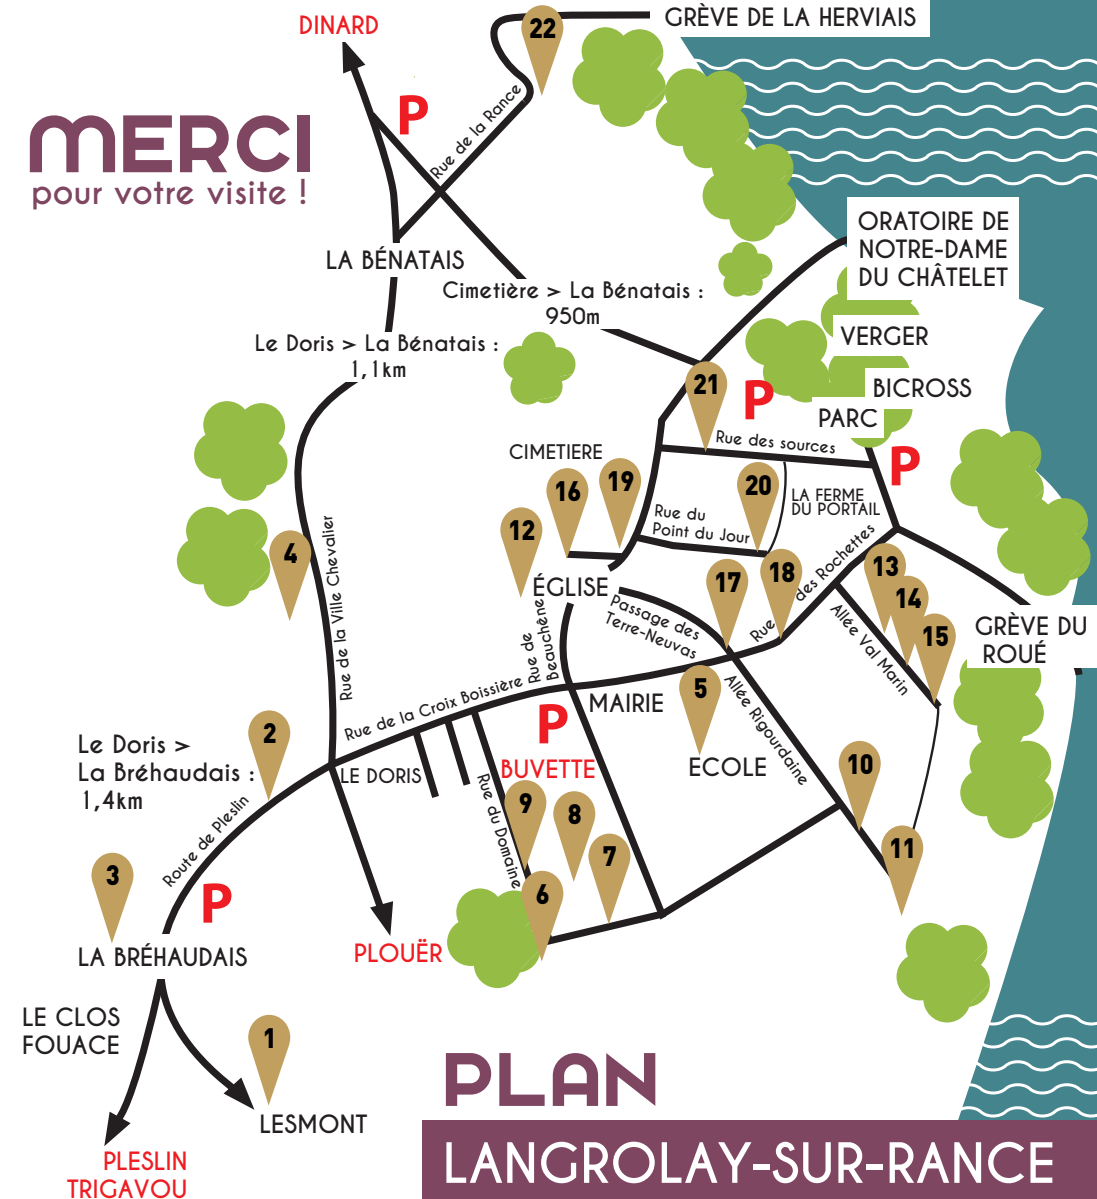 GRÈVE DE LA HERVIAIS
DINARD
22
P
Rue de la Rance
MERCI
pour votre visite !
ORATOIRE DE
NOTRE-DAME
DU CHÂTELET
LA BÉNATAIS
Cimetière > La Bénatais :
950m
Le Doris > La Bénatais :
1,1km
VERGER
BICROSS
PARC
21
P
Rue des sources
P
CIMETIERE
16
19
20
LA FERME
DU PORTAIL
Rue du
Point du Jour
12
4
Rue de la Ville Chevalier
ÉGLISE
Rue de
Beauchêne
Passage des
Terre-Neuvas
17
18
Rue des Rochettes
13
14
15
Allée Val Marin
GRÈVE DU
ROUÉ
Rue de la Croix Boissière
MAIRIE
5
ECOLE
Allée Rigourdaine
P
BUVETTE
2
Le Doris >
La Bréhaudais :
1,4km
LE DORIS
Rue du Domaine
9
8
7
6
10
11
Route de Pleslin
3
P
LA BRÉHAUDAIS
PLOUËR
LE CLOS
FOUACE
1
LESMONT
PLESLIN
TRIGAVOU
PLAN
LANGROLAY-SUR-RANCE